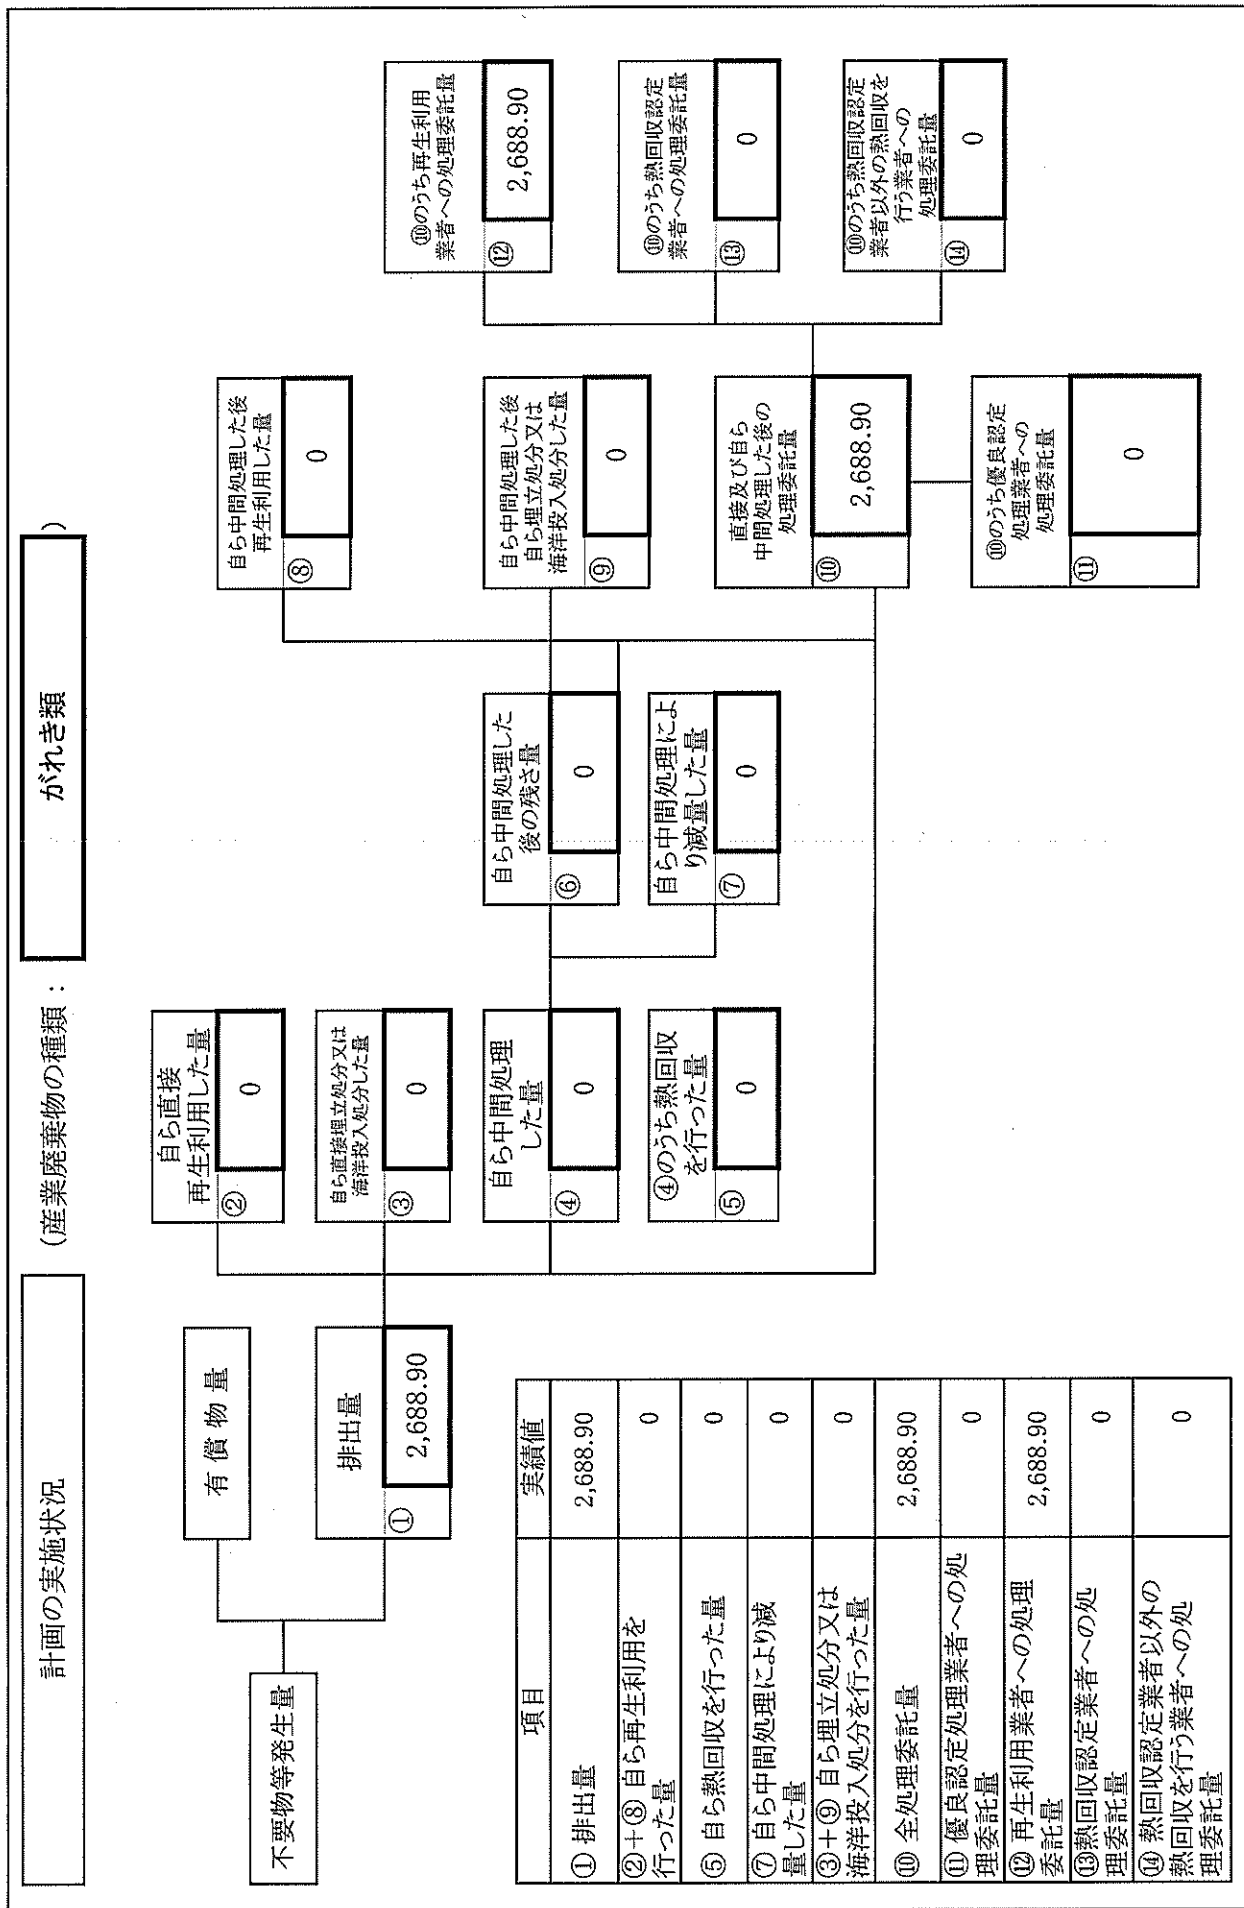 計画の実施状況
(産業廃棄物の種類：
がれき類
)
不要物等発生量
有償物量
排出量
①
2,688.90
自ら直接
再生利用した量
②
0
自ら直接埋立処分又は
海洋投入処分した量
③
0
自ら中間処理
した量
④
0
④のうち熱回収
を行った量
⑤
0
自ら中間処理した
後の残さ量
⑥
0
自ら中間処理によ
り減量した量
⑦
0
自ら中間処理した後
再生利用した量
⑧
0
自ら中間処理した後
自ら埋立処分又は
海洋投入処分した量
⑨
0
直接及び自ら
中間処理した後の
処理委託量
⑩
2,688.90
⑩のうち優良認定
処理業者への
処理委託量
⑪
0
⑩のうち再生利用
業者への処理委託量
⑫
2,688.90
⑩のうち熱回収認定
業者への処理委託量
⑬
0
⑩のうち熱回収認定
業者以外の熱回収を
行う業者への
処理委託量
⑭
0
項目
実績値
① 排出量
2,688.90
②＋⑧ 自ら再生利用を
行った量
0
⑤ 自ら熱回収を行った量
0
⑦ 自ら中間処理により減
量した量
0
③＋⑨ 自ら埋立処分又は
海洋投入処分を行った量
0
⑩ 全処理委託量
2,688.90
⑪ 優良認定処理業者への処
理委託量
0
⑫ 再生利用業者への処理
委託量
2,688.90
⑬熱回収認定業者への処
理委託量
0
⑭ 熱回収認定業者以外の
熱回収を行う業者への処
理委託量
0